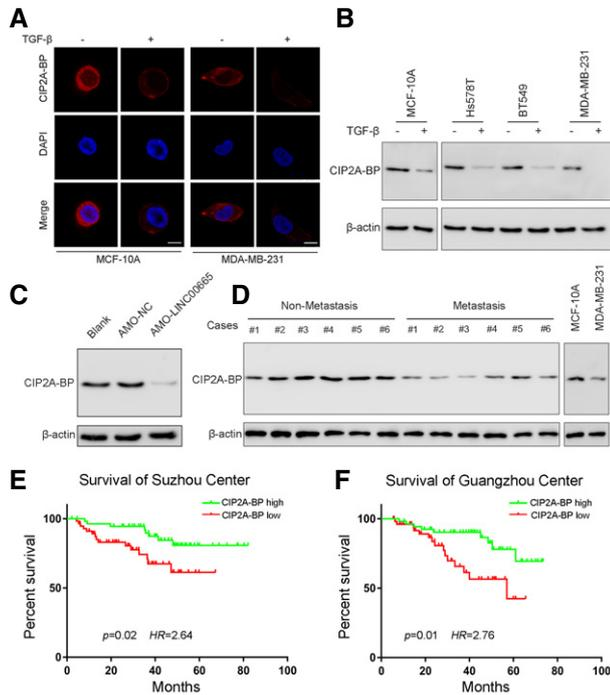 A
TGF-β - + - +
CIP2A-BP
DAPI
Merge
MCF-10A MDA-MB-231
B
MCF-10A Hs578T BT549 MDA-MB-231
TGF-β - + - + - + - +
CIP2A-BP
β-actin
C
Blank AMO-NC AMO-LINC00665
CIP2A-BP
β-actin
D
Non-Metastasis Metastasis MCF-10A MDA-MB-231
Cases #1 #2 #3 #4 #5 #6 #1 #2 #3 #4 #5 #6
CIP2A-BP
β-actin
E
Survival of Suzhou Center
CIP2A-BP high
CIP2A-BP low
Percent survival
100
50
p=0.02 HR=2.64
0
0 20 40 60 80 100
Months
F
Survival of Guangzhou Center
CIP2A-BP high
CIP2A-BP low
Percent survival
100
50
p=0.01 HR=2.76
0
0 20 40 60 80 100
Months